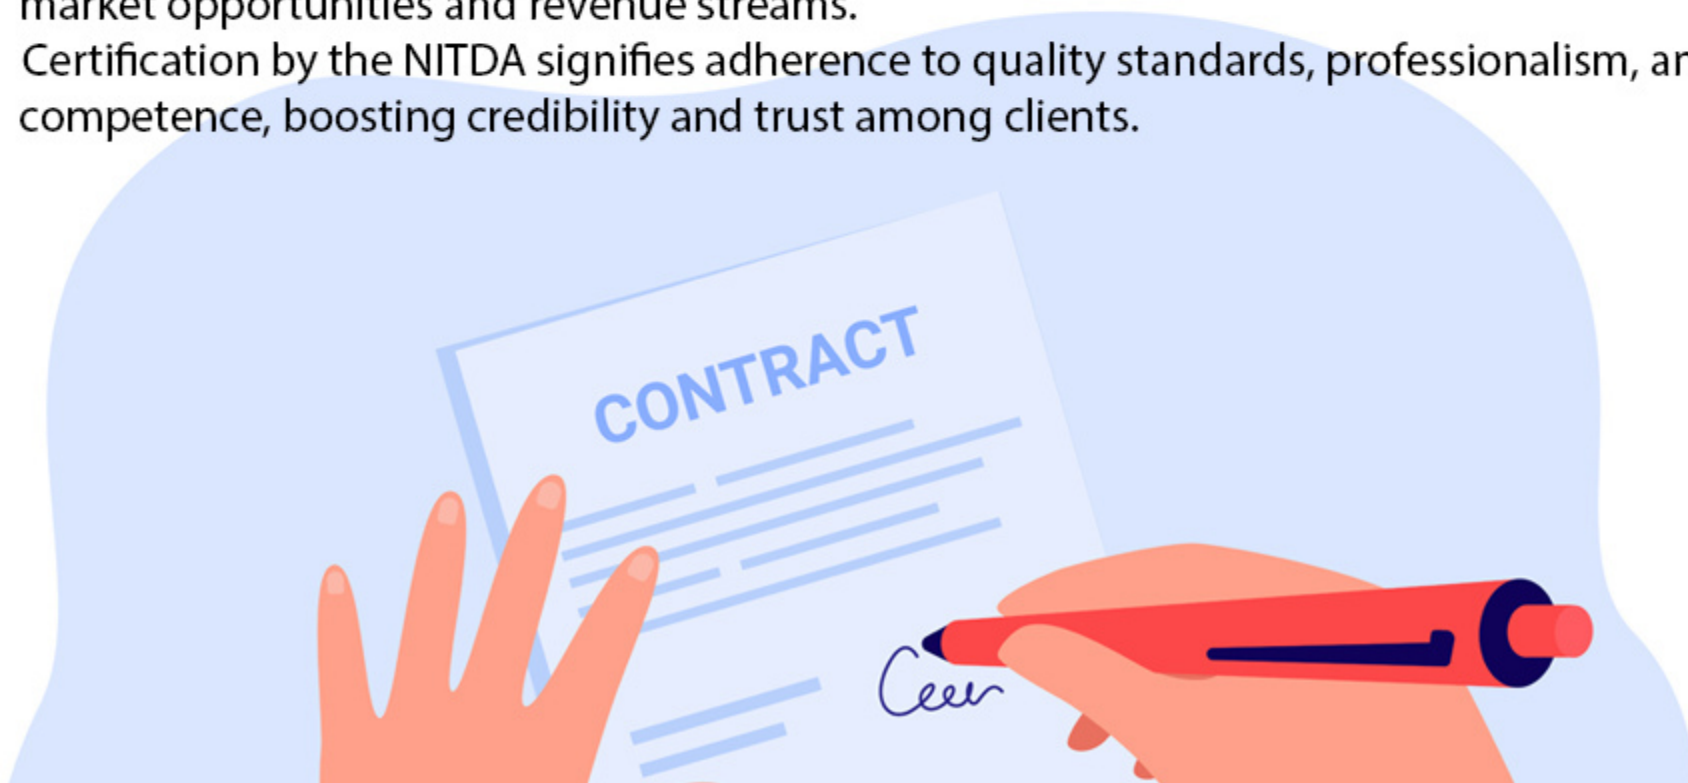 market opportunities and revenue streams.
Certification by the NITDA signifies adherence to quality standards, professionalism,
competence, boosting credibility and trust among clients.
CONTRACT